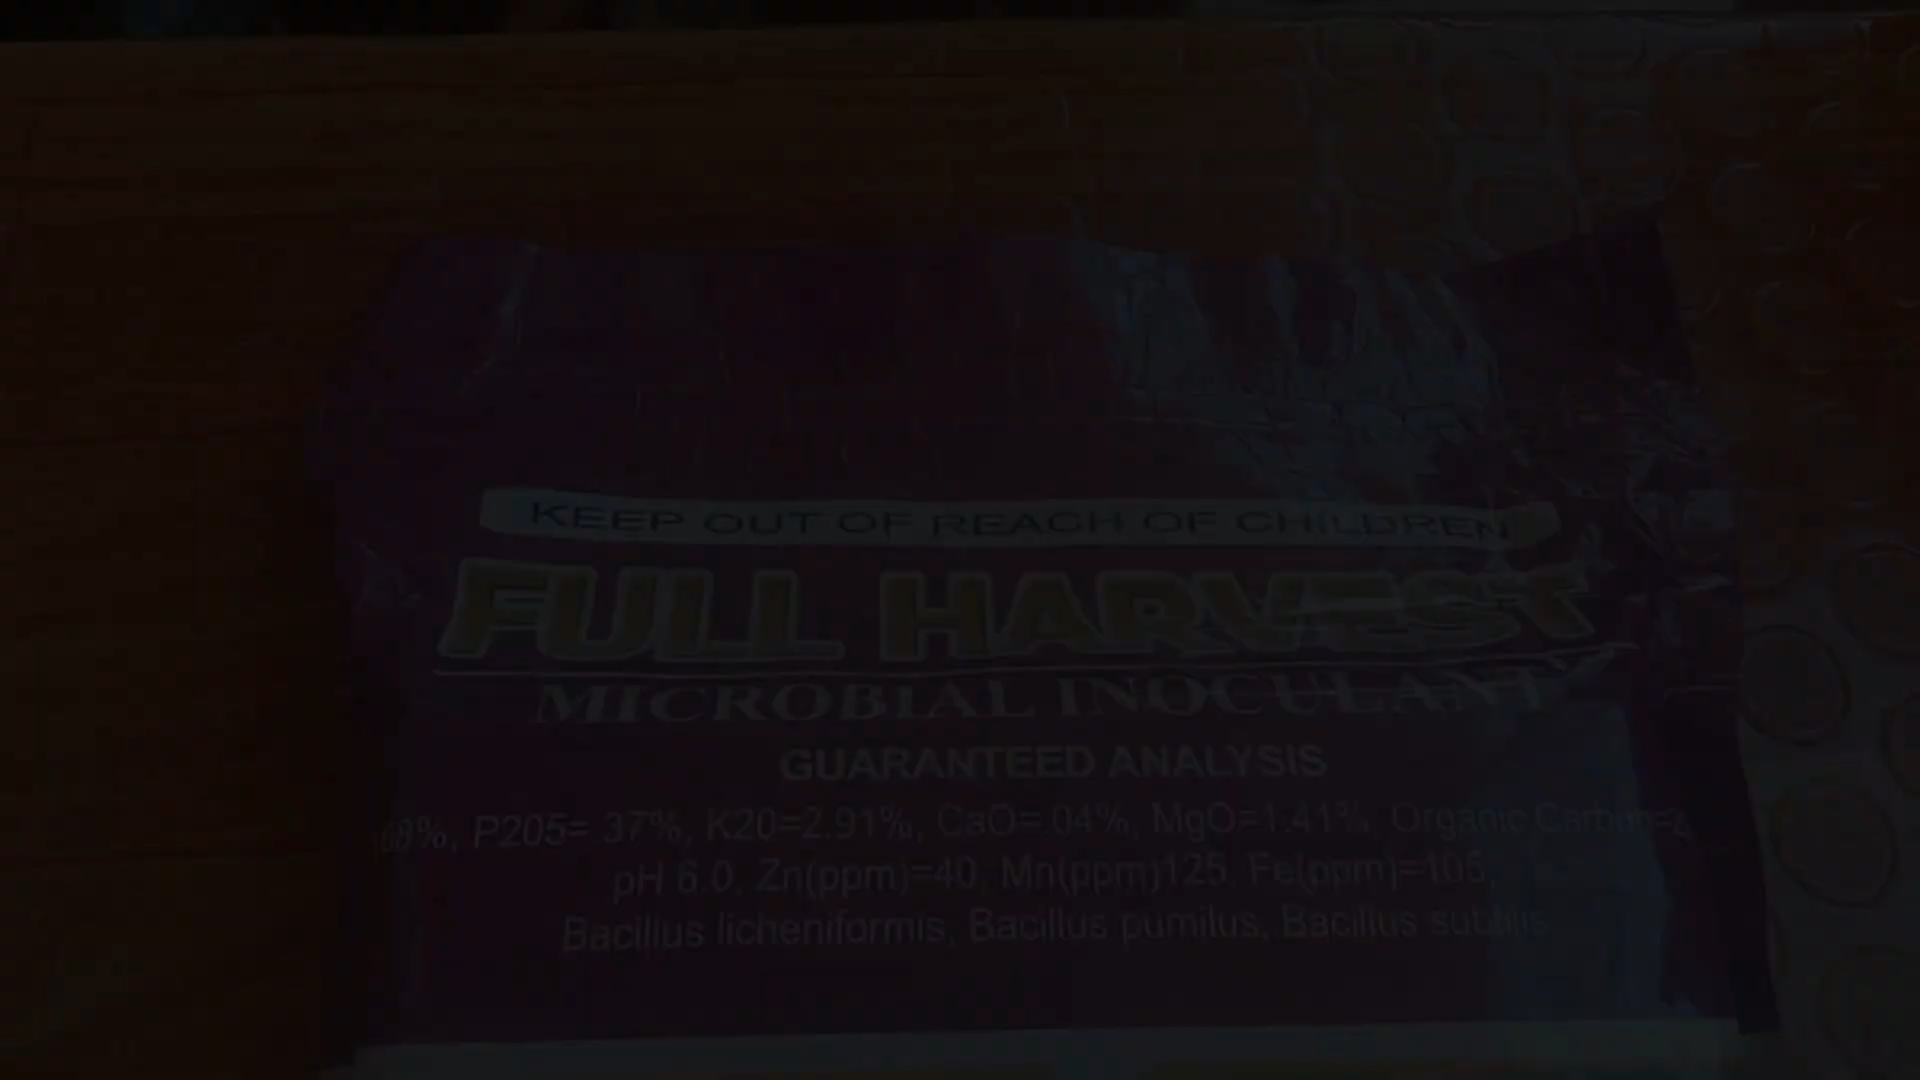 KEEP OUT OF REACH OF CHILDREN
FULL HARVEST
MICROBIAL INOCULANT
GUARANTEED ANALYSIS
P205= 37%, K20=2.91%, CaO= 04%, MgO=1.41%, Organic Carbon=
pH 6.0, Zn(ppm)=40, Mn(ppm)125, Fe(ppm)=105,
Bacillus licheniformis, Bacillus pumilus, Bacillus subtilis